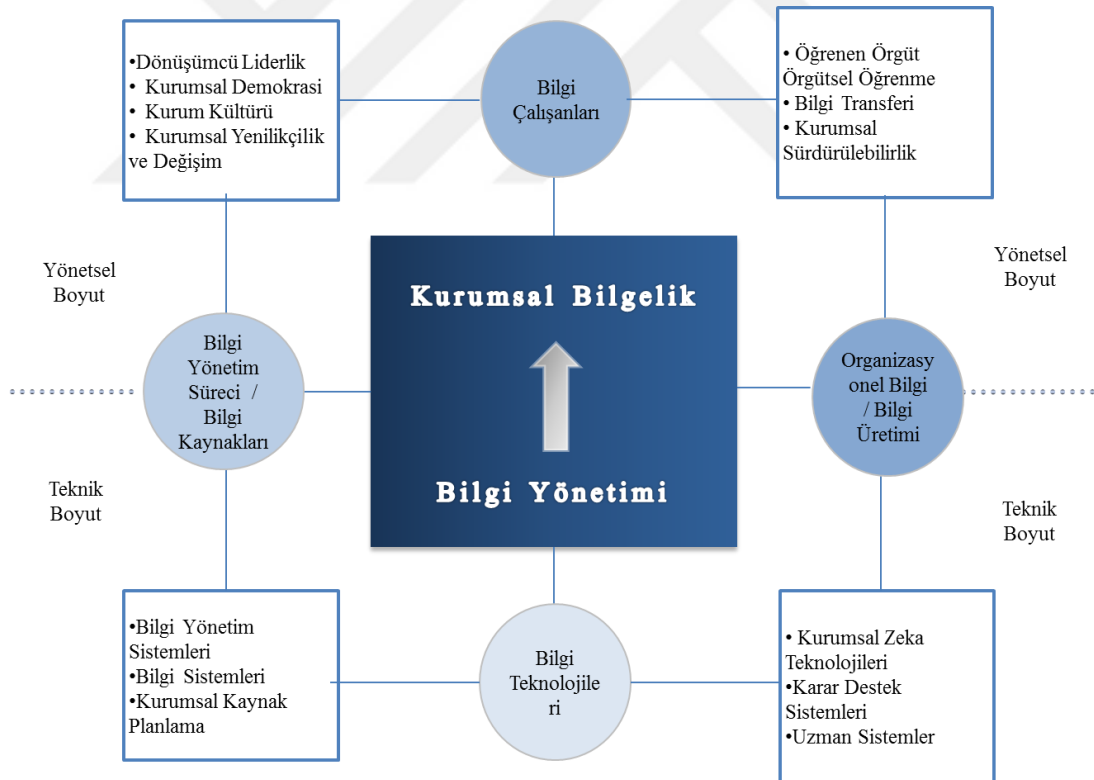 •Dönüşümcü Liderlik
• Kurumsal Demokrasi
• Kurum Kültürü
• Kurumsal Yenilikçilik
ve Değişim
Bilgi
Çalışanları
• Öğrenen Örgüt
Örgütsel Öğrenme
• Bilgi Transferi
• Kurumsal
Sürdürülebilirlik
Yönetsel
Boyut
Kurumsal Bilgelik
Yönetsel
Boyut
Bilgi
Yönetim
Süreci /
Bilgi
Kaynakları
Organizasy
onel Bilgi
/ Bilgi
Üretimi
Bilgi Yönetimi
Teknik
Boyut
Teknik
Boyut
•Bilgi Yönetim
Sistemleri
•Bilgi Sistemleri
•Kurumsal Kaynak
Planlama
Bilgi
Teknolojile
ri
• Kurumsal Zeka
Teknolojileri
•Karar Destek
Sistemleri
•Uzman Sistemler